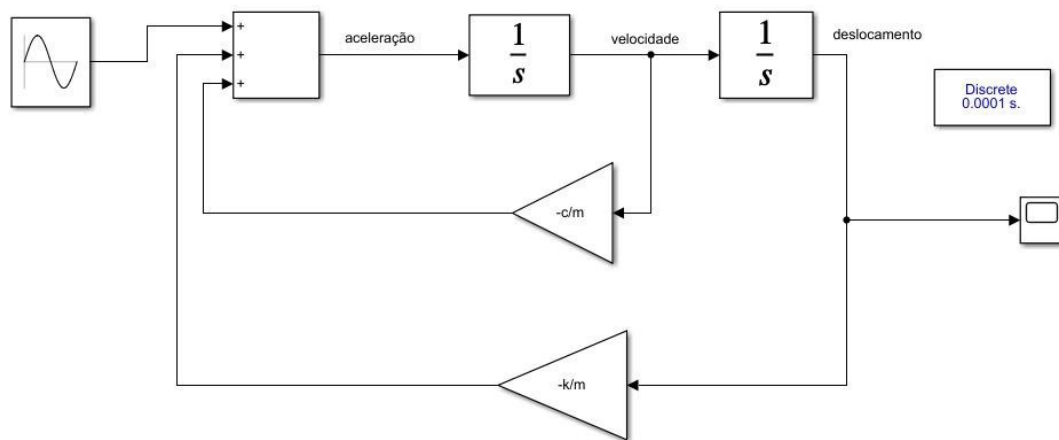 +
+
+
aceleração
1
s
velocidade
1
s
deslocamento
Discrete
0.0001 s.
-c/m
-k/m